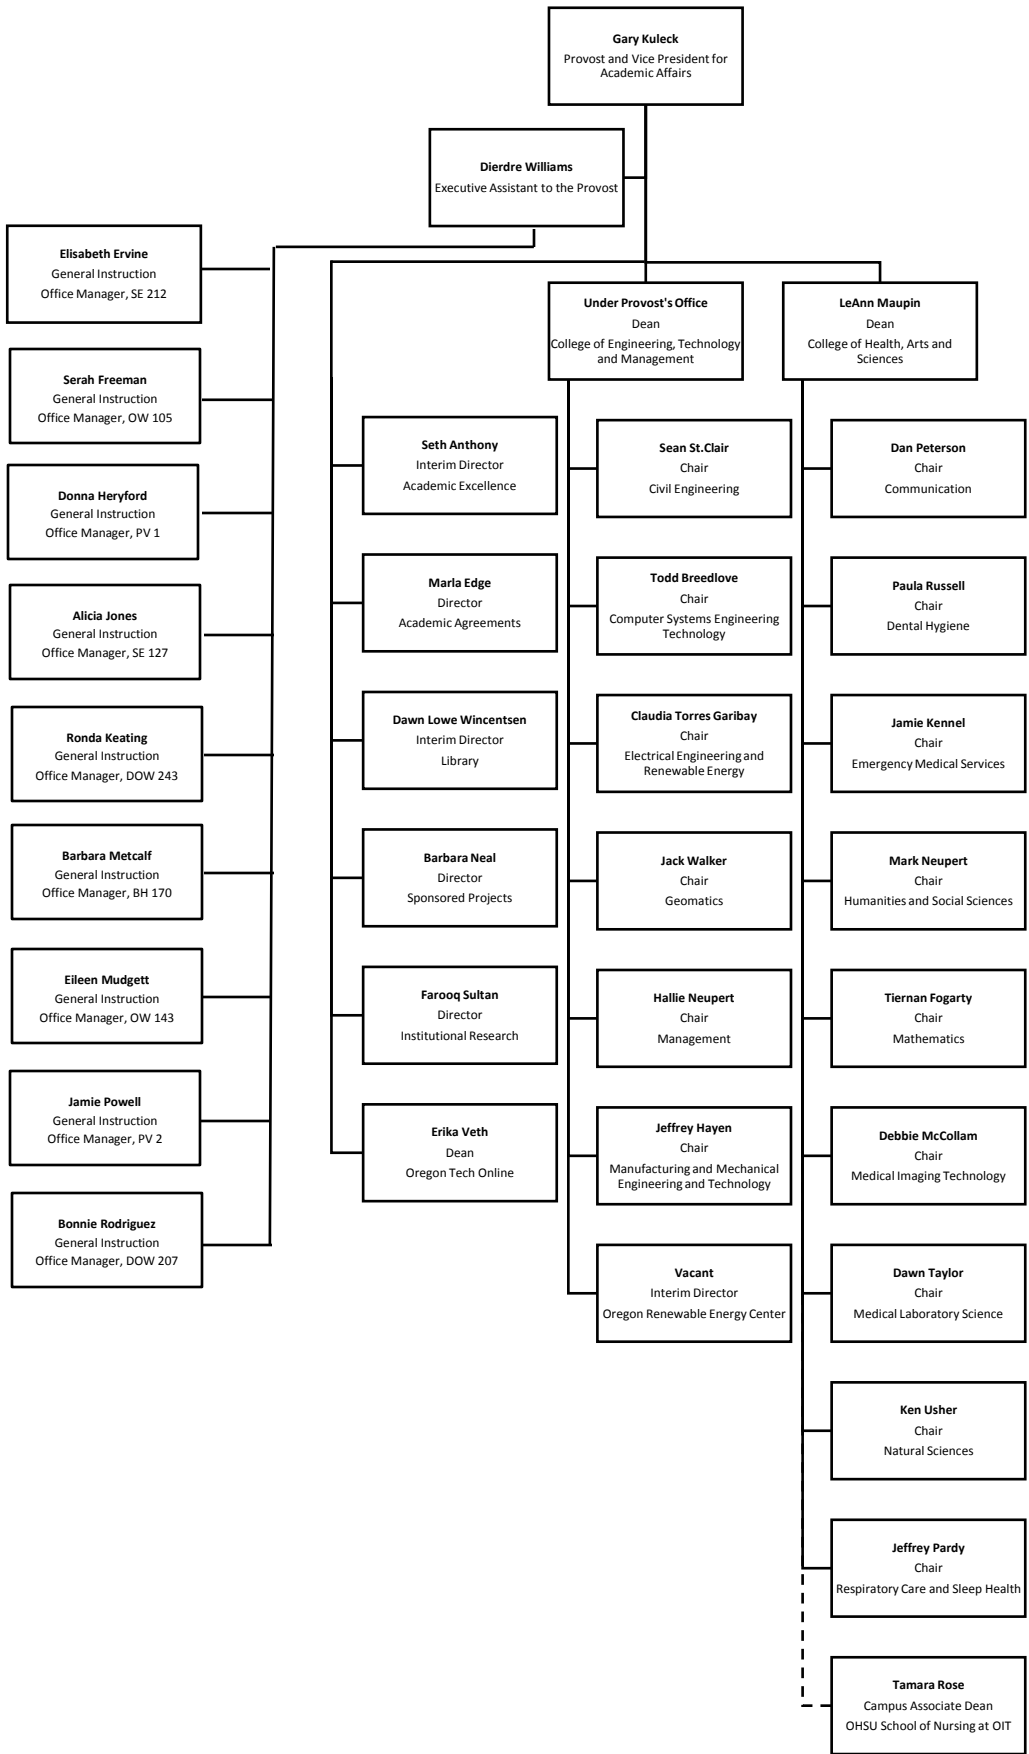 Gary Kuleck
Provost and Vice President for
Academic Affairs
Dierdre Williams
Executive Assistant to the Provost
Elisabeth Ervine
General Instruction
Office Manager, SE 212
Serah Freeman
General Instruction
Office Manager, OW 105
Donna Heryford
General Instruction
Office Manager, PV 1
Alicia Jones
General Instruction
Office Manager, SE 127
Ronda Keating
General Instruction
Office Manager, DOW 243
Barbara Metcalf
General Instruction
Office Manager, BH 170
Eileen Mudgett
General Instruction
Office Manager, OW 143
Jamie Powell
General Instruction
Office Manager, PV 2
Bonnie Rodriguez
General Instruction
Office Manager, DOW 207
Seth Anthony
Interim Director
Academic Excellence
Marla Edge
Director
Academic Agreements
Dawn Lowe Wincentsen
Interim Director
Library
Barbara Neal
Director
Sponsored Projects
Farooq Sultan
Director
Institutional Research
Erika Veth
Dean
Oregon Tech Online
Under Provost's Office
Dean
College of Engineering, Technology
and Management
Sean St.Clair
Chair
Civil Engineering
Todd Breedlove
Chair
Computer Systems Engineering
Technology
Claudia Torres Garibay
Chair
Electrical Engineering and
Renewable Energy
Jack Walker
Chair
Geomatics
Hallie Neupert
Chair
Management
Jeffrey Hayen
Chair
Manufacturing and Mechanical
Engineering and Technology
Vacant
Interim Director
Oregon Renewable Energy Center
LeAnn Maupin
Dean
College of Health, Arts and
Sciences
Dan Peterson
Chair
Communication
Paula Russell
Chair
Dental Hygiene
Jamie Kennel
Chair
Emergency Medical Services
Mark Neupert
Chair
Humanities and Social Sciences
Tiernan Fogarty
Chair
Mathematics
Debbie McCollam
Chair
Medical Imaging Technology
Dawn Taylor
Chair
Medical Laboratory Science
Ken Usher
Chair
Natural Sciences
Jeffrey Pardy
Chair
Respiratory Care and Sleep Health
Tamara Rose
Campus Associate Dean
OHSU School of Nursing at OIT